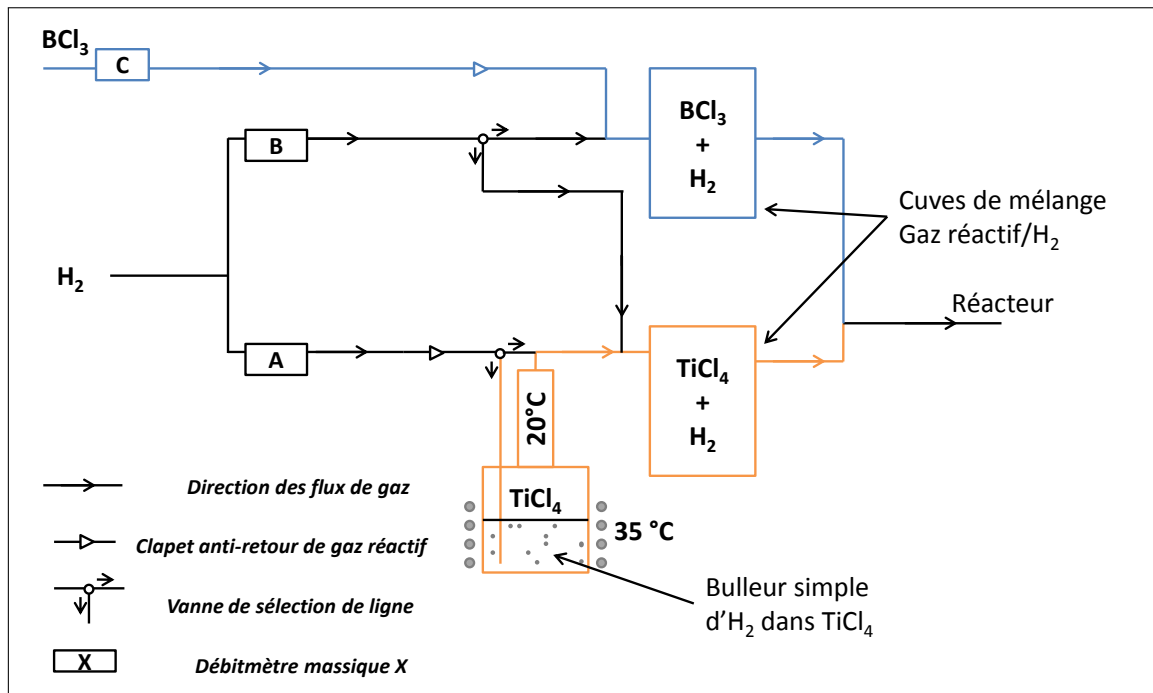 BCl₃
C
B
H₂
A
BCl₃
+
H₂
TiCl₄
+
H₂
Cuves de mélange
Gaz réactif/H₂
Réacteur
20°C
TiCl₄
35 °C
Bulleur simple
d'H₂ dans TiCl₄
Direction des flux de gaz
Clapet anti-retour de gaz réactif
Vanne de sélection de ligne
X
Débitmètre massique X